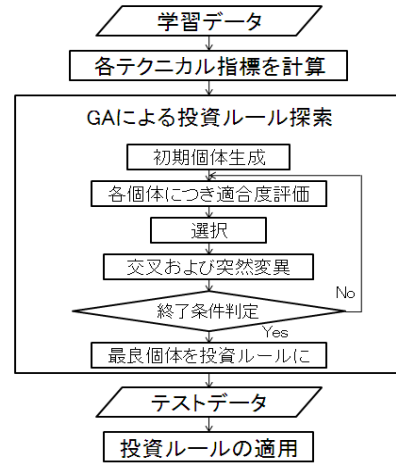 学習データ
各テクニカル指標を計算
GAによる投資ルール探索
初期個体生成
各個体につき適合度評価
選択
交叉および突然変異
終了条件判定
No
Yes
最良個体を投資ルールに
テストデータ
投資ルールの適用